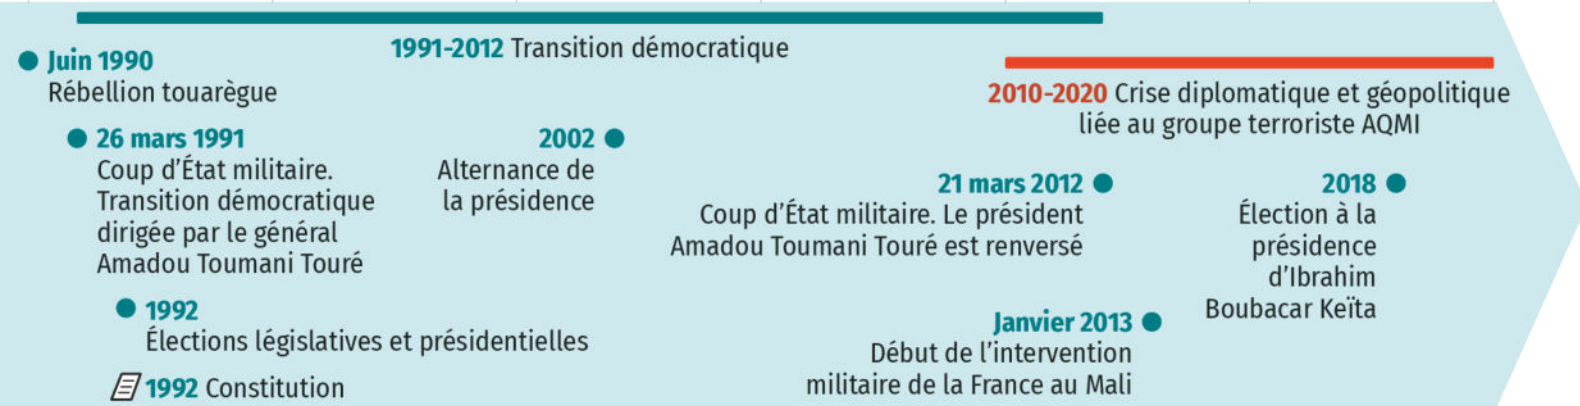 1991-2012 Transition démocratique
Juin 1990
Rébellion touarègue
2010-2020 Crise diplomatique et géopolitique
liée au groupe terroriste AQMI
26 mars 1991
Coup d’État militaire.
Transition démocratique
dirigée par le général
Amadou Toumani Touré
2002
Alternance de
la présidence
21 mars 2012
Coup d’État militaire. Le président
Amadou Toumani Touré est renversé
2018
Élection à la
présidence
d’Ibrahim
Boubacar Keïta
1992
Élections législatives et présidentielles
Janvier 2013
Début de l’intervention
militaire de la France au Mali
1992 Constitution